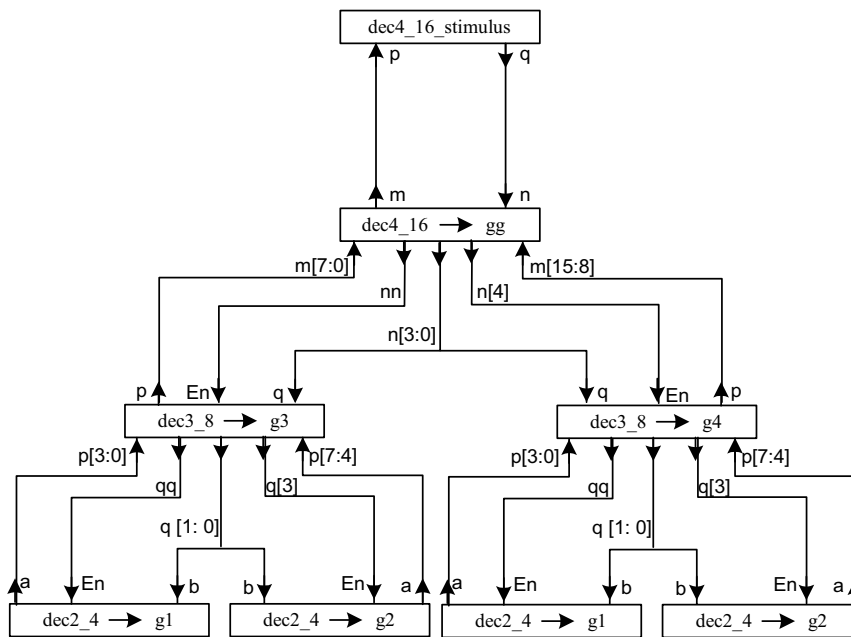 dec4_16_stimulus
p q
m n
dec4_16 gg
m[7:0] m[15:8]
nn n[4]
n[3:0]
p En q q En p
dec3_8 g3 dec3_8 g4
p[3:0] p[7:4] p[3:0] p[7:4]
qq q[3] qq q[3]
q [1: 0] q [1: 0]
a En b b En a a En b b En a
dec2_4 g1 dec2_4 g2 dec2_4 g1 dec2_4 g2